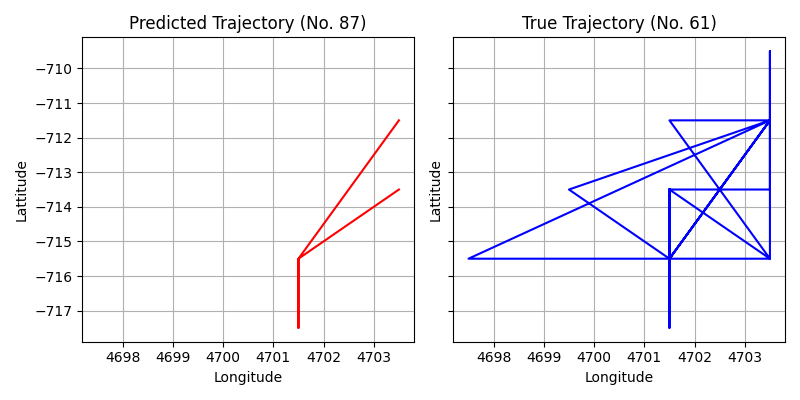 Predicted Trajectory (No. 87)
True Trajectory (No. 61)
−710
−711
−712
−713
−714
−715
−716
−717
Lattitude
Lattitude
4698 4699 4700 4701 4702 4703
4698 4699 4700 4701 4702 4703
Longitude
Longitude